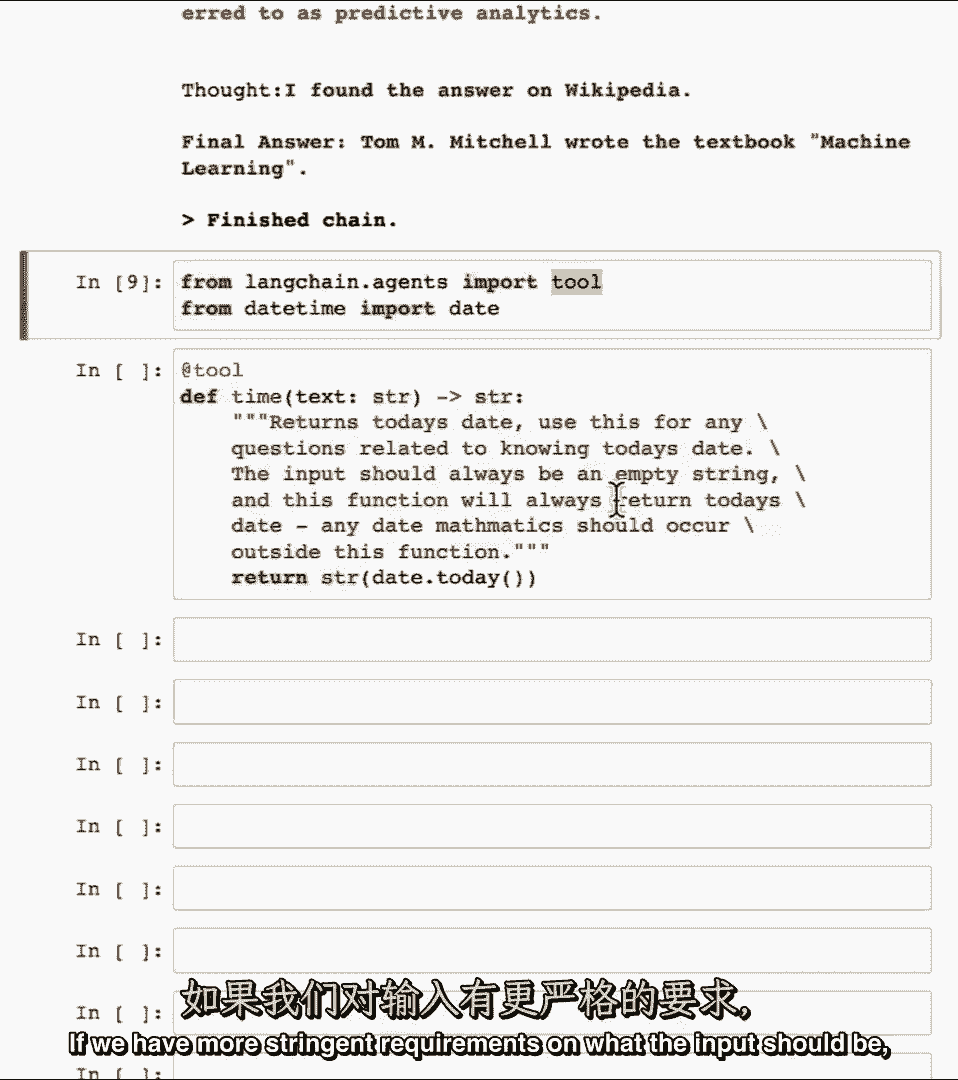 erred to as predictive analytics.
Thought:I found the answer on Wikipedia.
Final Answer: Tom M. Mitchell wrote the textbook "Machine
Learning".
> Finished chain.
In [9]: from langchain.agents import tool
from datetime import date
In [ ]: @tool
def time(text: str) -> str:
"""Returns todays date, use this for any \
questions related to knowing todays date. \
The input should always be an empty string, \
and this function will always return todays \
date - any date mathmatics should occur \
outside this function."""
return str(date.today())
In [ ]:
In [ ]:
In [ ]:
In [ ]:
In [ ]:
In [ ]:
In [ ]:
如果我们对输入有更严格的要求,
If we have more stringent requirements on what the input should be,
In [ ]: